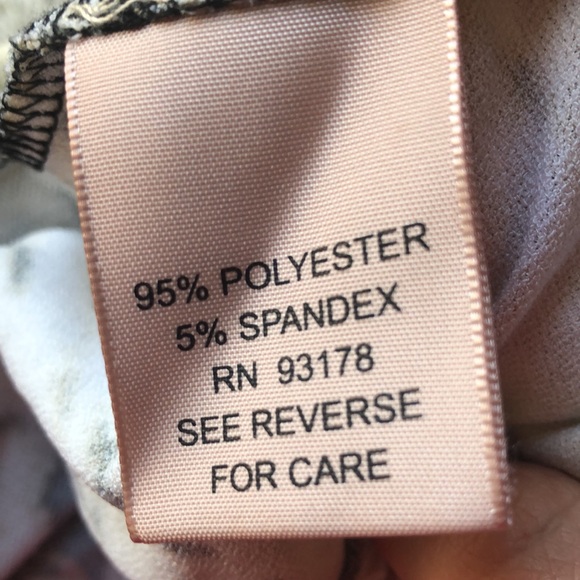 95% POLYESTER
5% SPANDEX
RN 93178
SEE REVERSE
FOR CARE